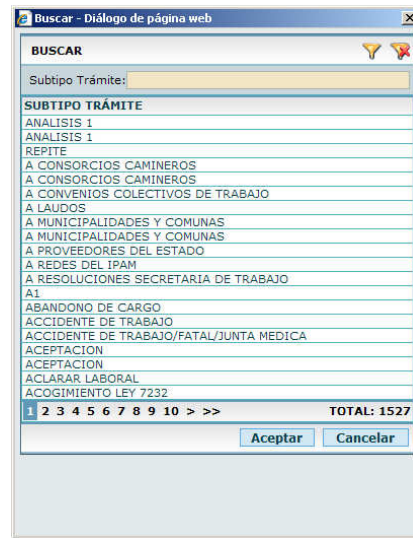 Buscar - Diálogo de página web
BUSCAR
Subtipo Trámite:
SUBTIPO TRÁMITE
ANALISIS 1
ANALISIS 1
REPITE
A CONSORCIOS CAMINEROS
A CONSORCIOS CAMINEROS
A CONVENIOS COLECTIVOS DE TRABAJO
A LAUDOS
A MUNICIPALIDADES Y COMUNAS
A MUNICIPALIDADES Y COMUNAS
A PROVEEDORES DEL ESTADO
A REDES DEL IPAM
A RESOLUCIONES SECRETARIA DE TRABAJO
A1
ABANDONO DE CARGO
ACCIDENTE DE TRABAJO
ACCIDENTE DE TRABAJO/FATAL/JUNTA MEDICA
ACEPTACION
ACEPTACION
ACLARAR LABORAL
ACOGIMIENTO LEY 7232
1 2 3 4 5 6 7 8 9 10 > >> TOTAL: 1527
Aceptar Cancelar